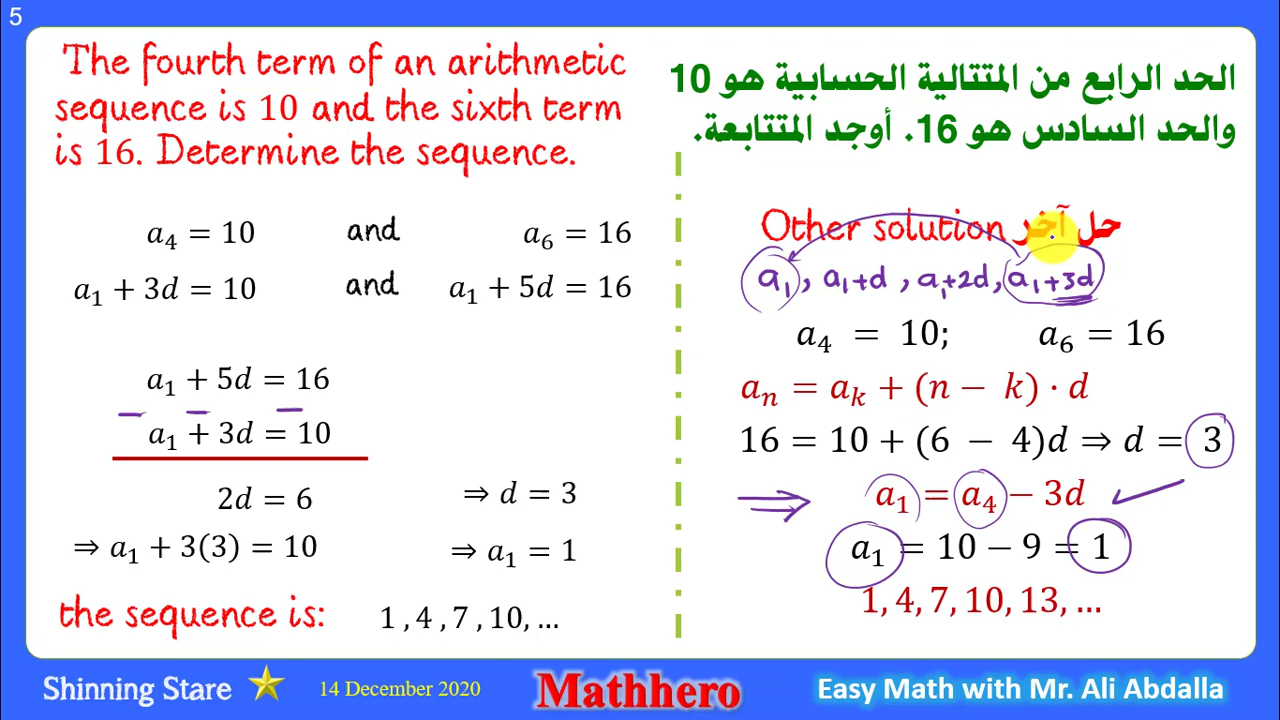 5
The fourth term of an arithmetic
sequence is 10 and the sixth term
is 16. Determine the sequence.
a₄ = 10 and a₆ = 16
a₁ + 3d = 10 and a₁ + 5d = 16
a₁ + 5d = 16
a₁ + 3d = 10
2d = 6 ⇒ d = 3
⇒ a₁ + 3(3) = 10 ⇒ a₁ = 1
the sequence is: 1 , 4 , 7 , 10, ...
الحد الرابع من المتتالية الحسابية هو 10
والحد السادس هو 16. أوجد المتتابعة.
Other solution حل آخر
a₁ , a₁+d , a₁+2d, a₁+3d
a₄ = 10; a₆ = 16
aₙ = aₖ + (n − k) · d
16 = 10 + (6 − 4)d ⇒ d = 3
⇒ a₁ = a₄ − 3d ✓
a₁ = 10 − 9 = 1
1, 4, 7, 10, 13, ...
Shinning Stare 14 December 2020 Mathhero Easy Math with Mr. Ali Abdalla